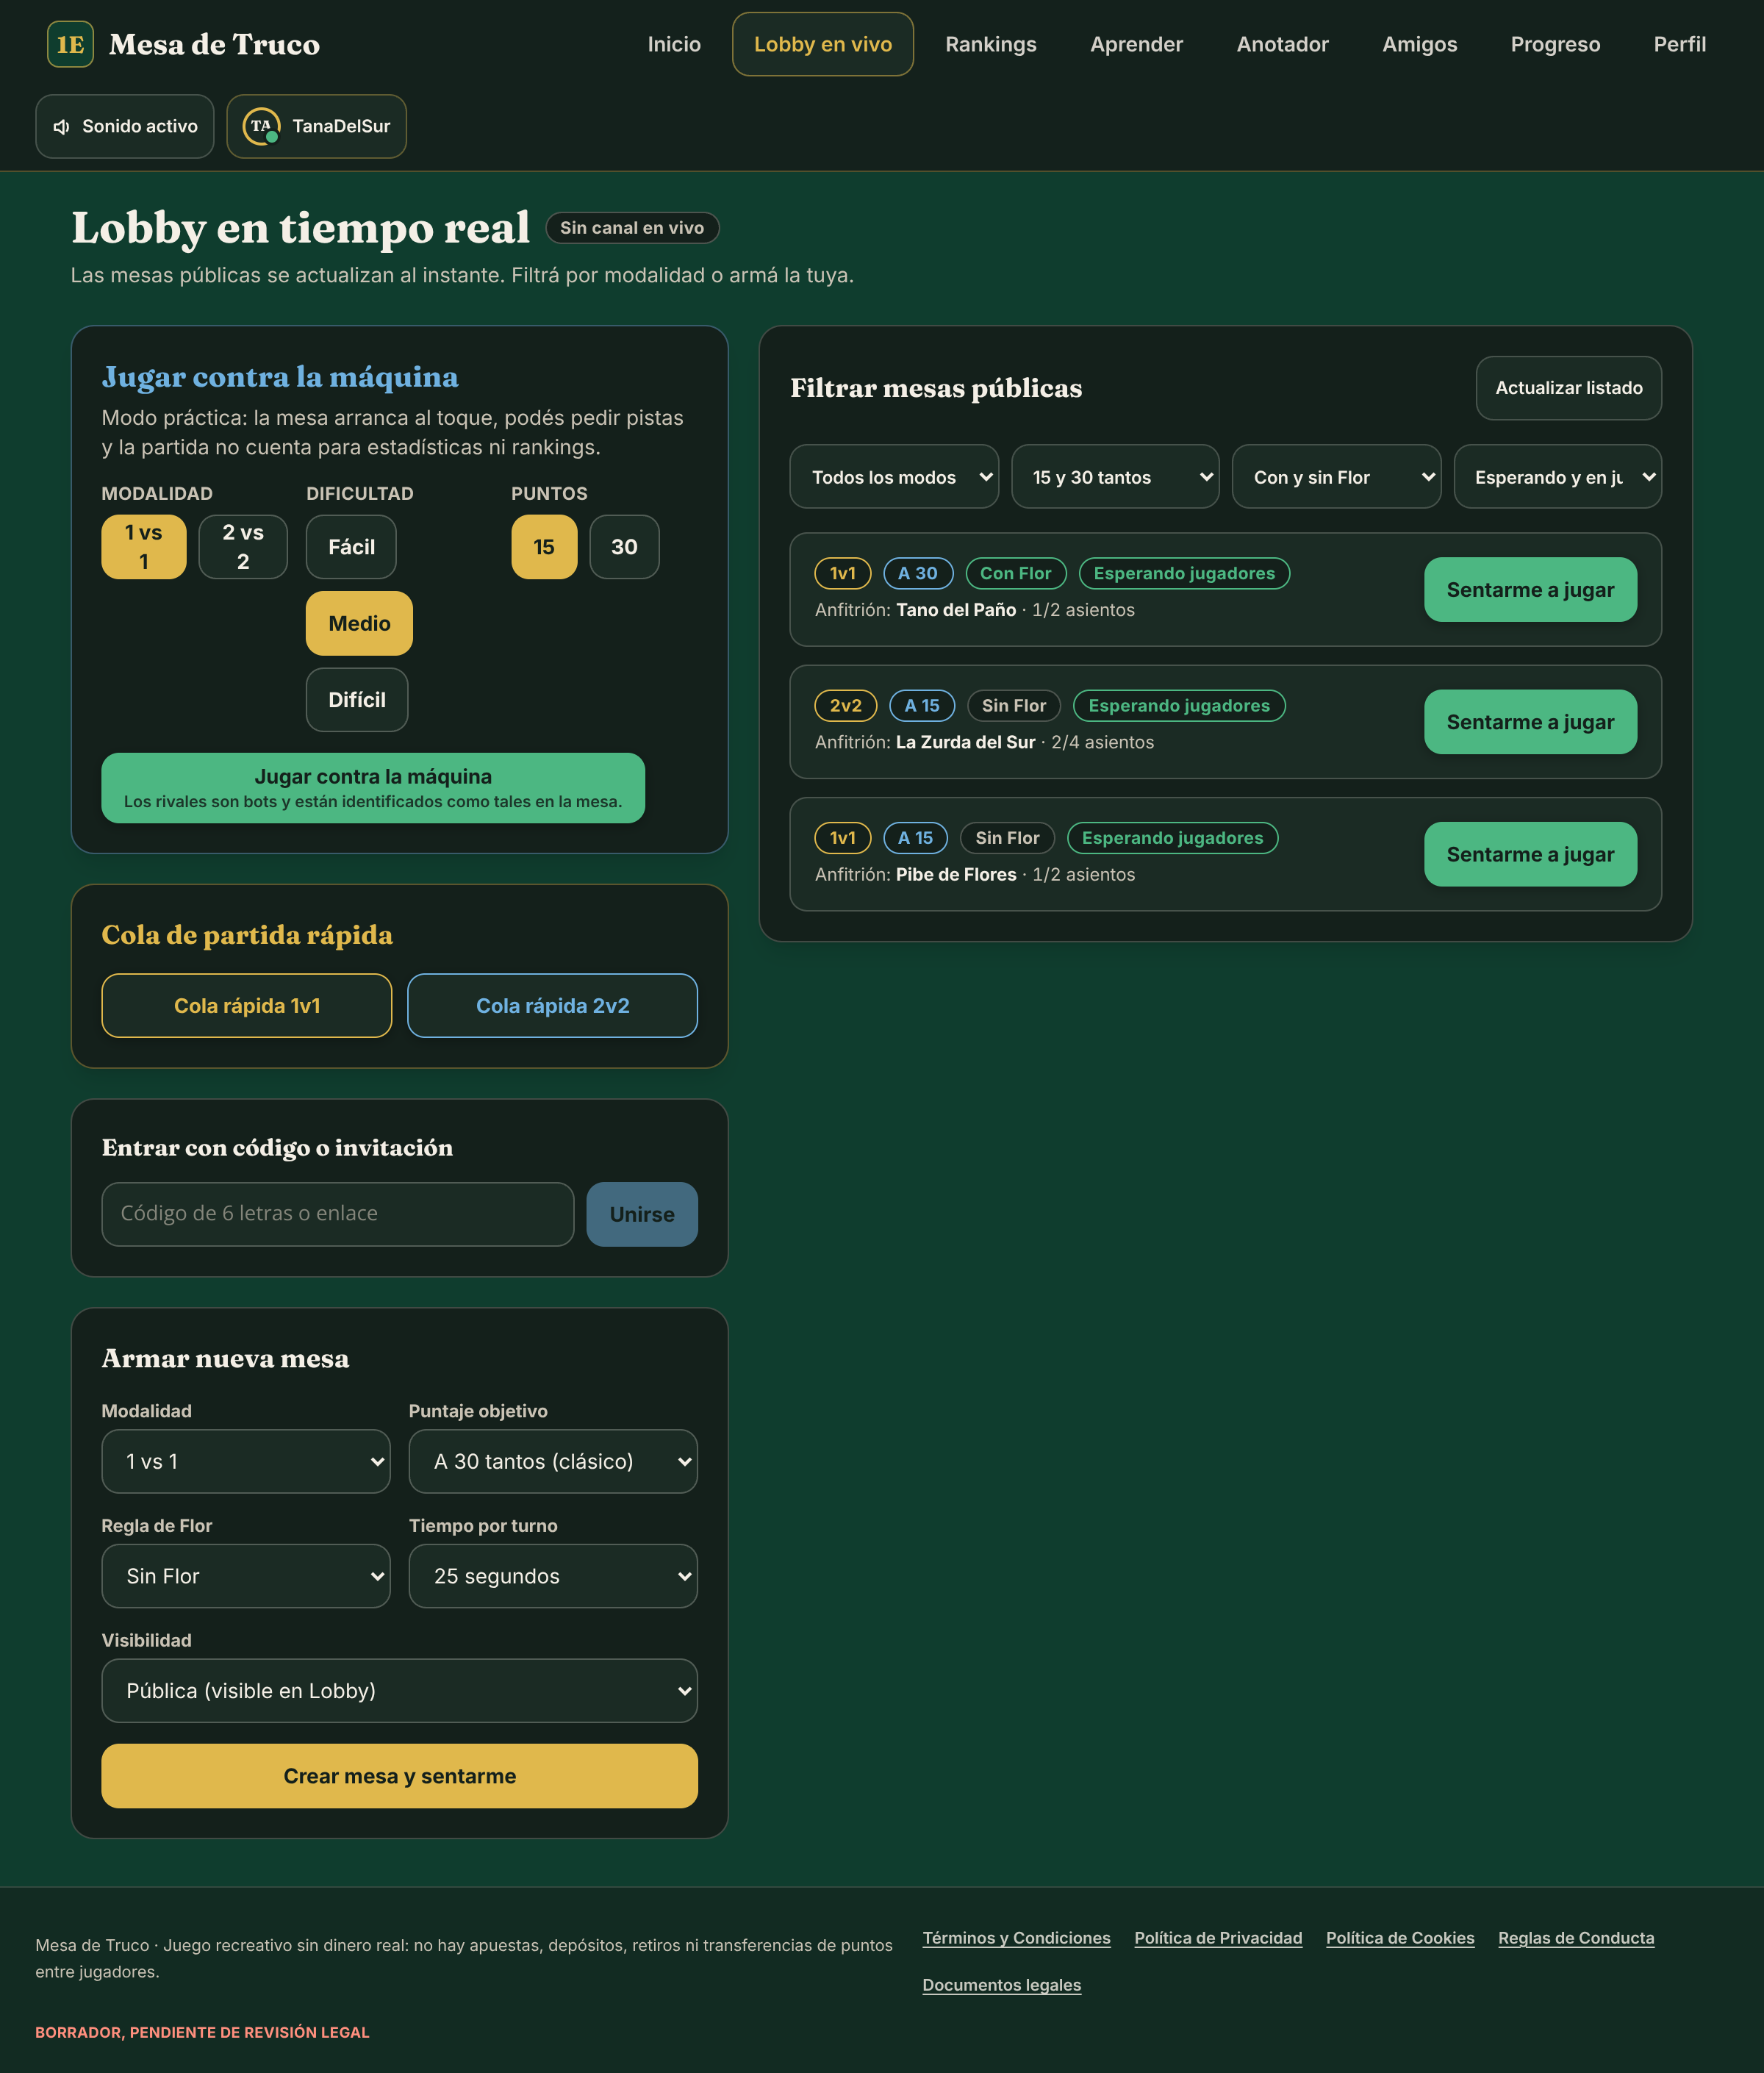 1E Mesa de Truco
Inicio
Lobby en vivo
Rankings
Aprender
Anotador
Amigos
Progreso
Perfil
Sonido activo
TA TanaDelSur
Lobby en tiempo real
Sin canal en vivo
Las mesas públicas se actualizan al instante. Filtrá por modalidad o armá la tuya.
Jugar contra la máquina
Modo práctica: la mesa arranca al toque, podés pedir pistas
y la partida no cuenta para estadísticas ni rankings.
MODALIDAD
1 vs
1
2 vs
2
DIFICULTAD
Fácil
Medio
Difícil
PUNTOS
15
30
Jugar contra la máquina
Los rivales son bots y están identificados como tales en la mesa.
Cola de partida rápida
Cola rápida 1v1
Cola rápida 2v2
Entrar con código o invitación
Código de 6 letras o enlace
Unirse
Armar nueva mesa
Modalidad
1 vs 1
Puntaje objetivo
A 30 tantos (clásico)
Regla de Flor
Sin Flor
Tiempo por turno
25 segundos
Visibilidad
Pública (visible en Lobby)
Crear mesa y sentarme
Filtrar mesas públicas
Actualizar listado
Todos los modos
15 y 30 tantos
Con y sin Flor
Esperando y en ju
1v1 A 30 Con Flor Esperando jugadores
Anfitrión: Tano del Paño · 1/2 asientos
Sentarme a jugar
2v2 A 15 Sin Flor Esperando jugadores
Anfitrión: La Zurda del Sur · 2/4 asientos
Sentarme a jugar
1v1 A 15 Sin Flor Esperando jugadores
Anfitrión: Pibe de Flores · 1/2 asientos
Sentarme a jugar
Mesa de Truco · Juego recreativo sin dinero real: no hay apuestas, depósitos, retiros ni transferencias de puntos
entre jugadores.
Términos y Condiciones
Política de Privacidad
Política de Cookies
Reglas de Conducta
Documentos legales
BORRADOR, PENDIENTE DE REVISIÓN LEGAL